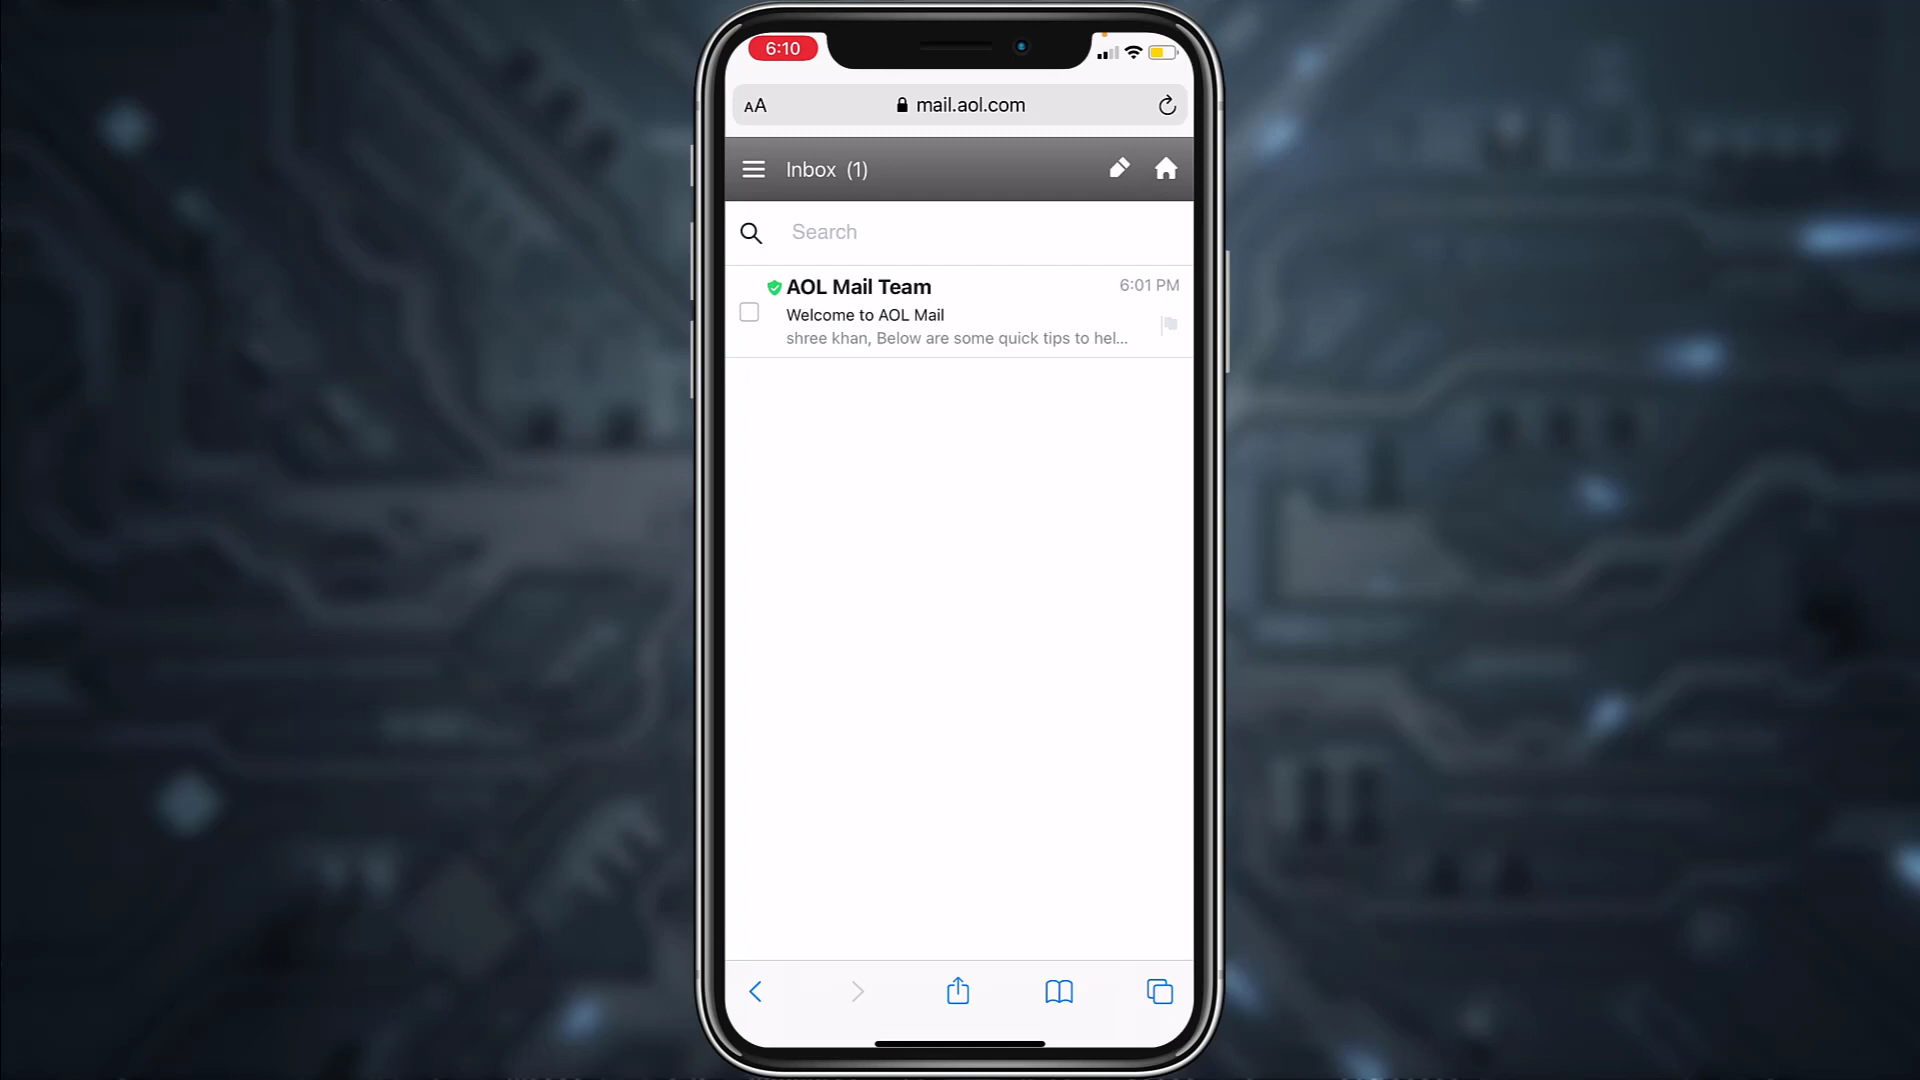 6:10
AA
mail.aol.com
Inbox (1)
Search
AOL Mail Team
6:01 PM
Welcome to AOL Mail
shree khan, Below are some quick tips to hel...